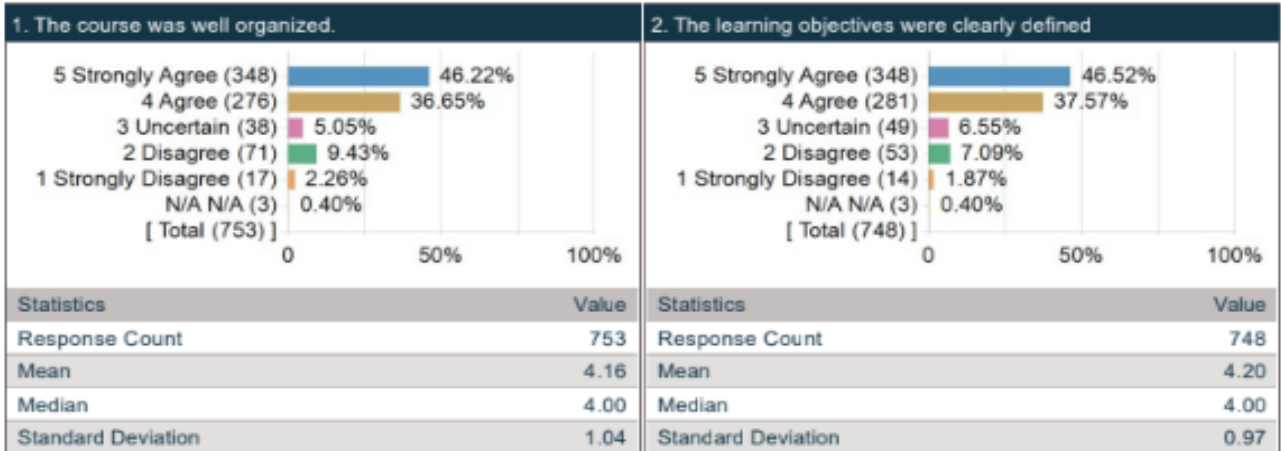 1. The course was well organized.
5 Strongly Agree (348) 46.22%
4 Agree (276) 36.65%
3 Uncertain (38) 5.05%
2 Disagree (71) 9.43%
1 Strongly Disagree (17) 2.26%
N/A N/A (3) 0.40%
[ Total (753) ]
0 50% 100%
Statistics Value
Response Count 753
Mean 4.16
Median 4.00
Standard Deviation 1.04
2. The learning objectives were clearly defined
5 Strongly Agree (348) 46.52%
4 Agree (281) 37.57%
3 Uncertain (49) 6.55%
2 Disagree (53) 7.09%
1 Strongly Disagree (14) 1.87%
N/A N/A (3) 0.40%
[ Total (748) ]
0 50% 100%
Statistics Value
Response Count 748
Mean 4.20
Median 4.00
Standard Deviation 0.97